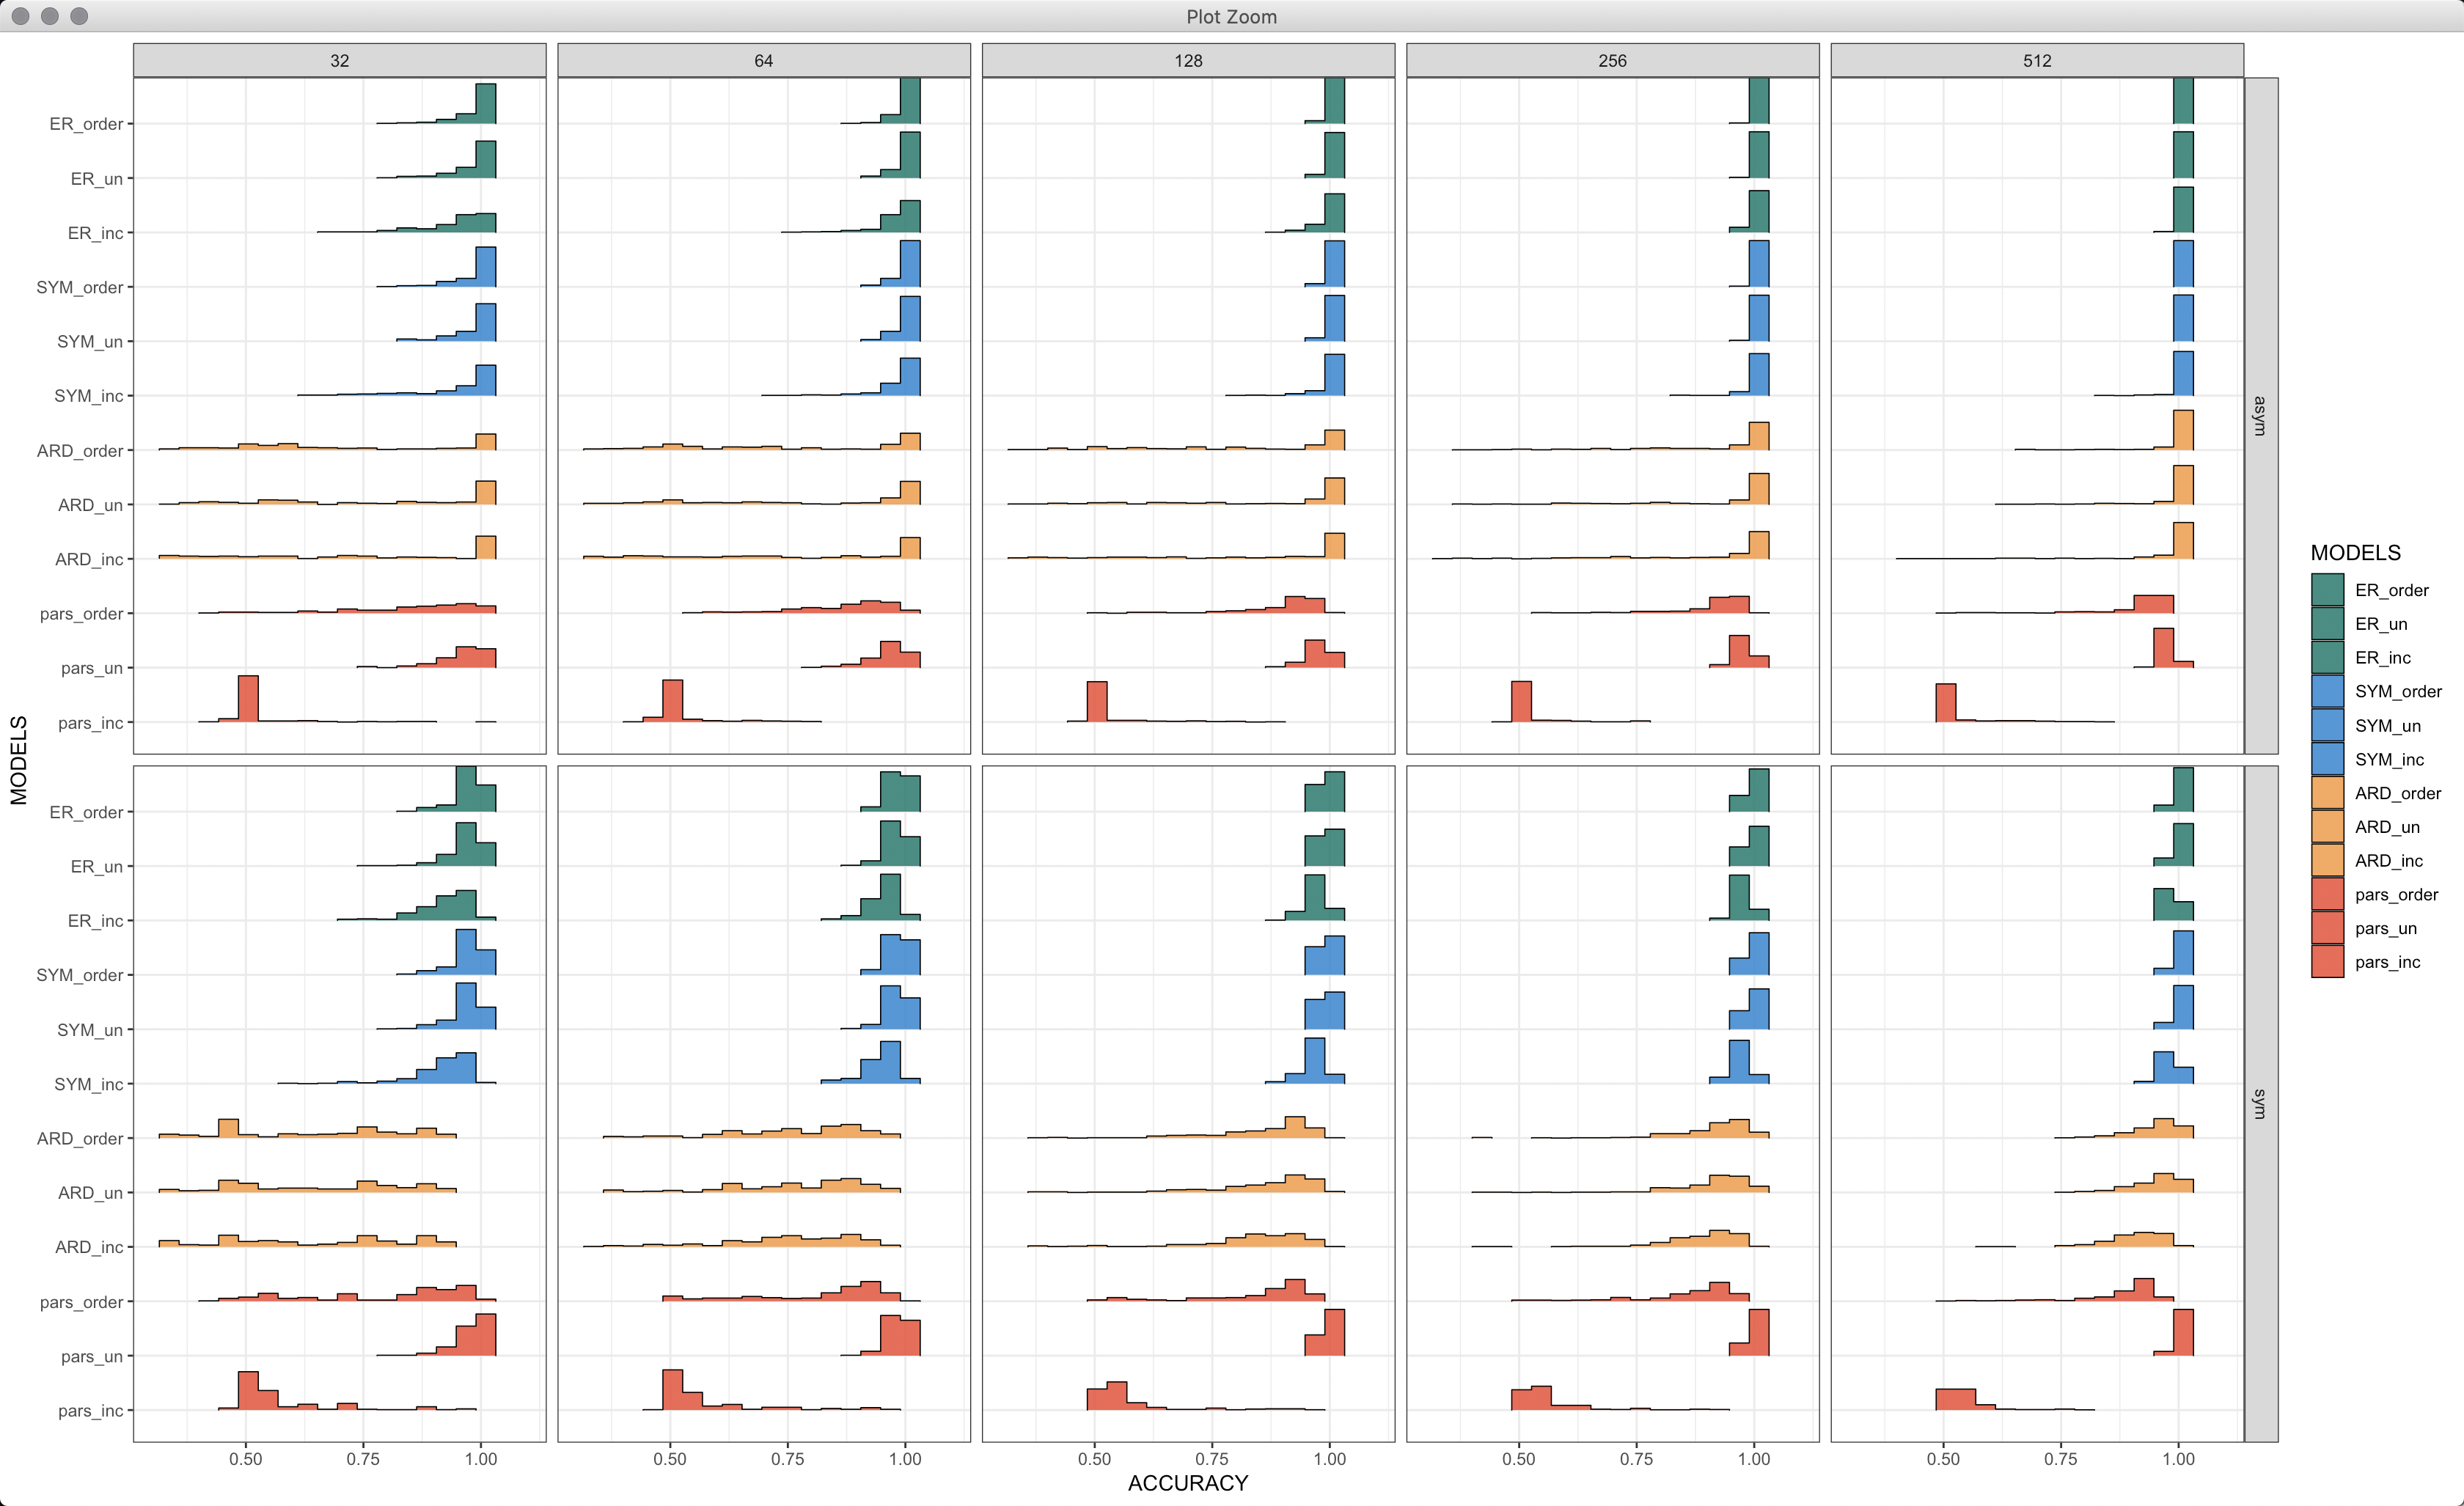 Plot Zoom
32 64 128 256 512
ER_order
ER_un
ER_inc
SYM_order
SYM_un
SYM_inc
ARD_order
ARD_un
ARD_inc
pars_order
pars_un
pars_inc
asym
ER_order
ER_un
ER_inc
SYM_order
SYM_un
SYM_inc
ARD_order
ARD_un
ARD_inc
pars_order
pars_un
pars_inc
sym
MODELS
0.50 0.75 1.00 0.50 0.75 1.00 0.50 0.75 1.00 0.50 0.75 1.00 0.50 0.75 1.00
ACCURACY
MODELS
ER_order
ER_un
ER_inc
SYM_order
SYM_un
SYM_inc
ARD_order
ARD_un
ARD_inc
pars_order
pars_un
pars_inc